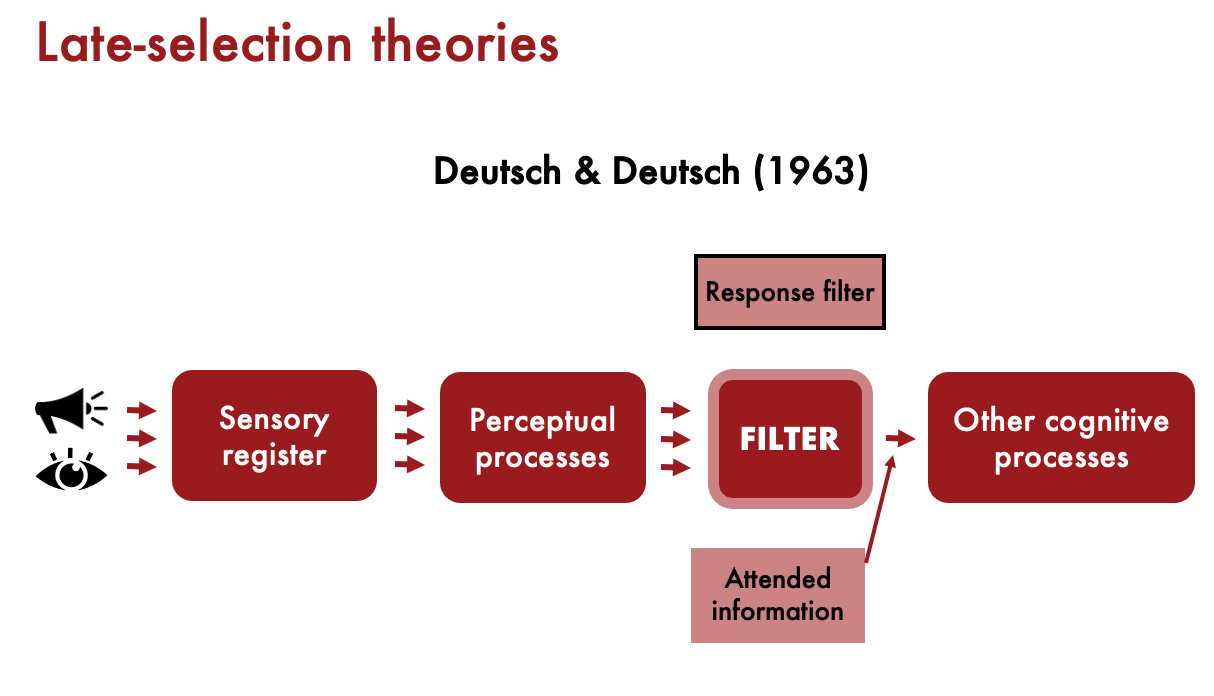 Late-selection theories
Deutsch & Deutsch (1963)
Response filter
Sensory
register
Perceptual
processes
FILTER
Other cognitive
processes
Attended
information